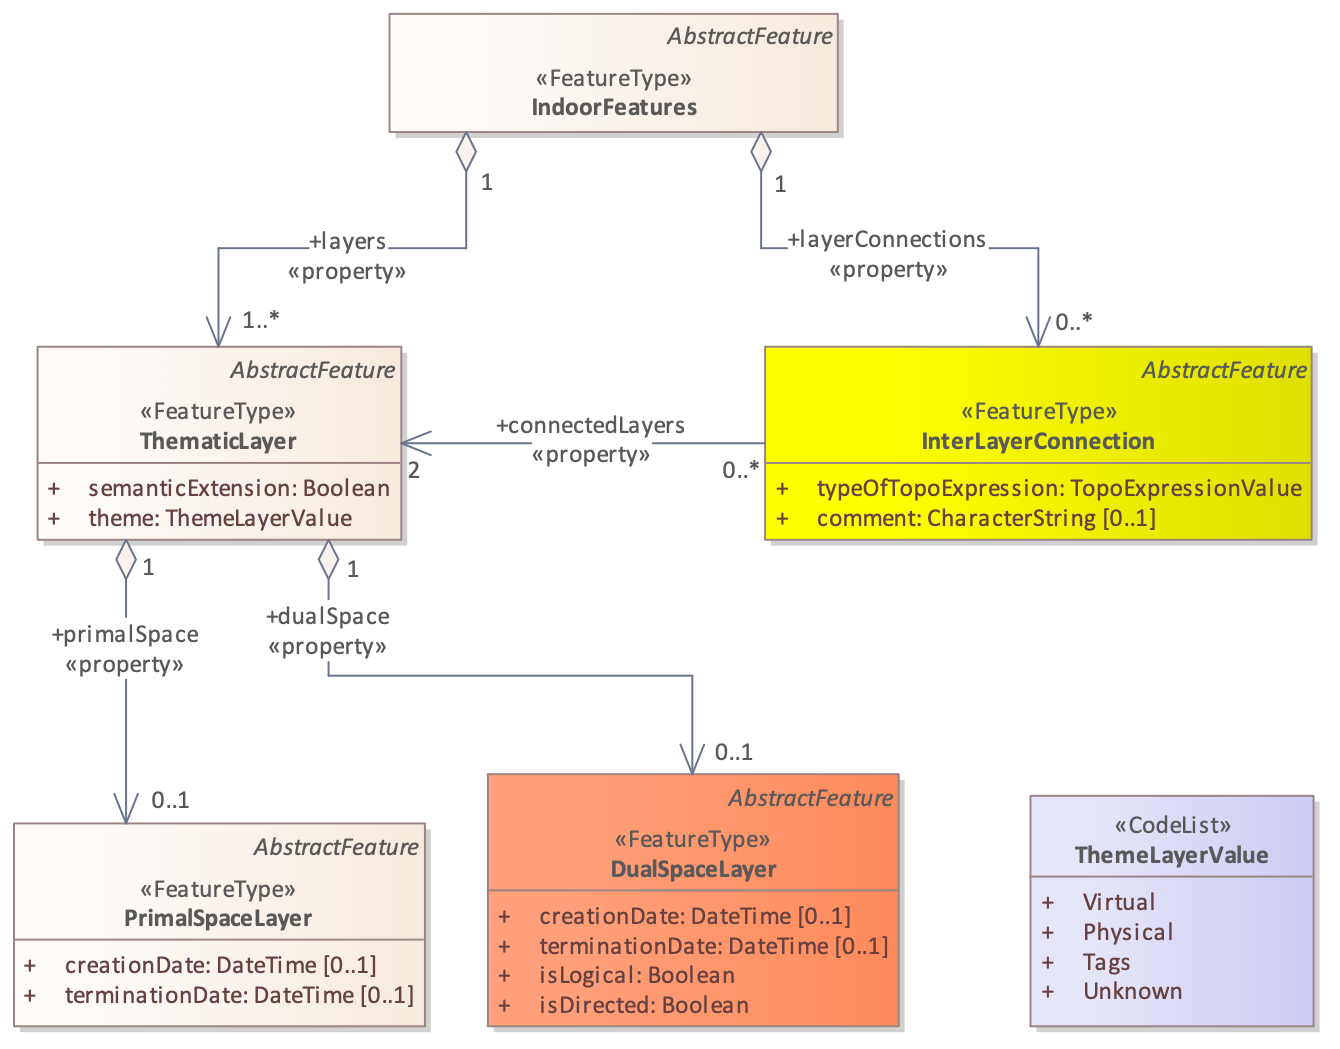 AbstractFeature
«FeatureType»
IndoorFeatures
1
1
+layers
«property»
+layerConnections
«property»
1..*
0..*
AbstractFeature
«FeatureType»
ThematicLayer
+ semanticExtension: Boolean
+ theme: ThemeLayerValue
+connectedLayers
«property»
2
0..*
AbstractFeature
«FeatureType»
InterLayerConnection
+ typeOfTopoExpression: TopoExpressionValue
+ comment: CharacterString [0..1]
1
1
+primalSpace
«property»
+dualSpace
«property»
0..1
0..1
AbstractFeature
«FeatureType»
PrimalSpaceLayer
+ creationDate: DateTime [0..1]
+ terminationDate: DateTime [0..1]
AbstractFeature
«FeatureType»
DualSpaceLayer
+ creationDate: DateTime [0..1]
+ terminationDate: DateTime [0..1]
+ isLogical: Boolean
+ isDirected: Boolean
«CodeList»
ThemeLayerValue
+ Virtual
+ Physical
+ Tags
+ Unknown